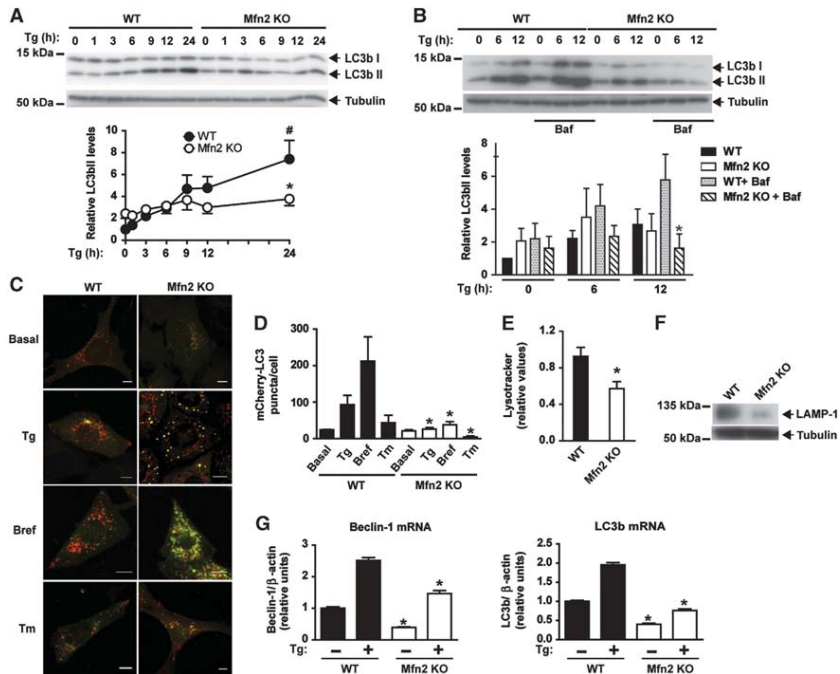 A
WT
Mfn2 KO
Tg (h): 0 1 3 6 9 12 24 0 1 3 6 9 12 24
15 kDa
LC3b I
LC3b II
50 kDa
Tubulin
Relative LC3bII levels
10
8
6
4
2
0
WT
Mfn2 KO
#
*
Tg (h): 0 3 6 9 12 24
B
WT
Mfn2 KO
Tg (h): 0 6 12 0 6 12 0 6 12 0 6 12
15 kDa
LC3b I
LC3b II
50 kDa
Tubulin
Baf
Baf
Relative LC3bII levels
8
6
4
2
0
WT
Mfn2 KO
WT+ Baf
Mfn2 KO + Baf
*
Tg (h): 0 6 12
C
WT
Mfn2 KO
Basal
Tg
Bref
Tm
D
mCherry-LC3
puncta/cell
300
200
100
0
* * *
Basal Tg Bref Tm Basal Tg Bref Tm
WT
Mfn2 KO
E
Lysotracker
(relative values)
1.2
0.9
0.6
0.3
0.0
*
WT
Mfn2 KO
F
WT
Mfn2 KO
135 kDa
LAMP-1
50 kDa
Tubulin
G
Beclin-1 mRNA
Beclin-1/β-actin
(relative units)
3
2
1
0
* *
Tg: – + – +
WT
Mfn2 KO
LC3b mRNA
LC3b/ β-actin
(relative units)
2.5
2.0
1.5
1.0
0.5
0.0
* *
Tg: – + – +
WT
Mfn2 KO